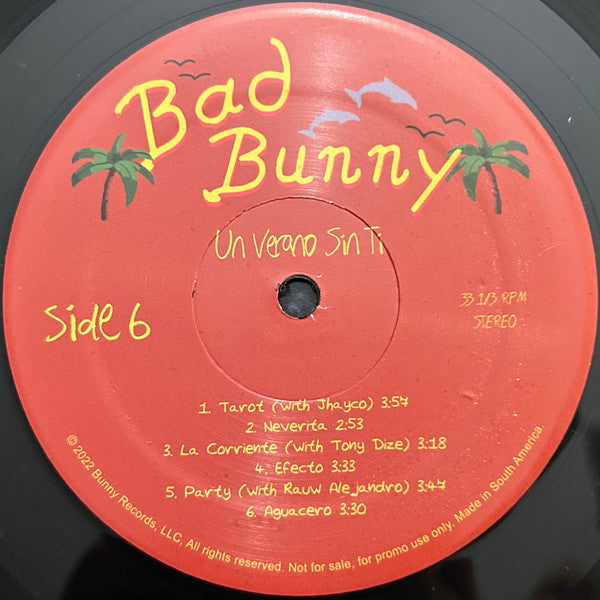 Bad
Bunny
Un Verano Sin Ti
Side 6
33 1/3 RPM
STEREO
1. Tarot (with Jhayco) 3:57
2. Neverita 2:53
3. La Corriente (with Tony Dize) 3:18
4. Efecto 3:33
5. Party (with Rauw Alejandro) 3:47
6. Aguacero 3:30
© 2022 Bunny Records, LLC, All rights reserved. Not for sale, for promo use only. Made in South America.